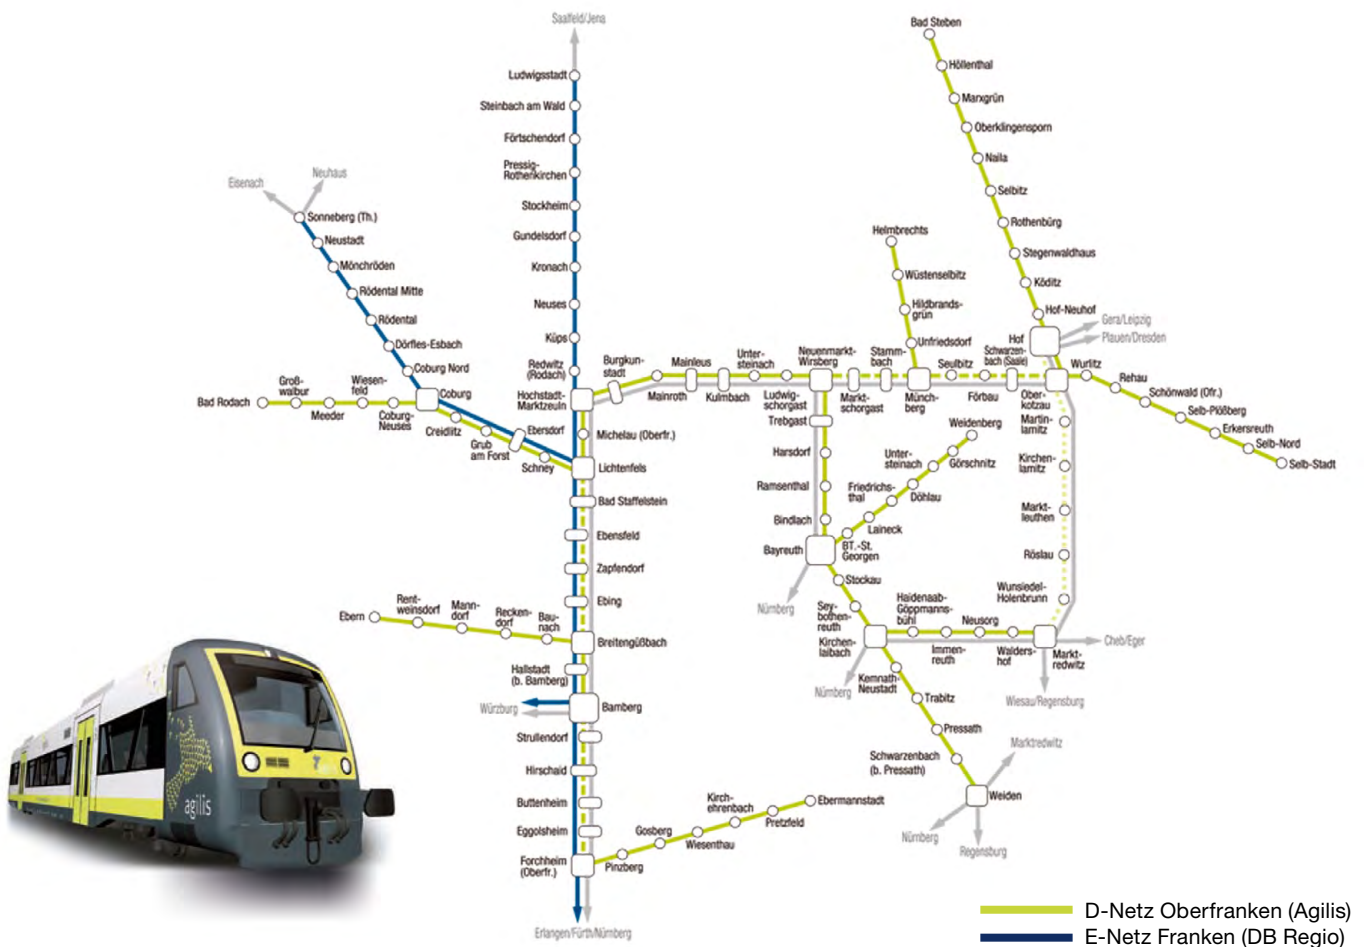 Saalfeld/Jena
Ludwigsstadt
Steinbach am Wald
Förtschendorf
Pressig-
Rothenkirchen
Stockheim
Gundelsdorf
Kronach
Neuses
Küps
Redwitz
(Rodach)
Hochstadt-
Marktzeuln
Michelau (Oberfr.)
Lichtenfels
Eisenach
Neuhaus
Sonneberg (Th.)
Neustadt
Mönchröden
Rödental Mitte
Rödental
Dörfles-Esbach
Coburg Nord
Coburg
Bad Rodach
Groß-
walbur
Meeder
Wiesen-
feld
Coburg-
Neuses
Creidlitz
Grub
am Forst
Ebersdorf
Schney
Bad Staffelstein
Ebensfeld
Zapfendorf
Ebing
Breitengüßbach
Ebern
Rent-
weinsdorf
Mann-
dorf
Recken-
dorf
Bau-
nach
Hallstadt
(b. Bamberg)
Würzburg
Bamberg
Strullendorf
Hirschaid
Buttenheim
Eggolsheim
Forchheim
(Oberfr.)
Erlangen/Fürth/Nürnberg
Pinzberg
Gosberg
Wiesenthau
Kirch-
ehrenbach
Pretzfeld
Ebermannstadt
Burgkun-
stadt
Mainroth
Mainleus
Kulmbach
Unter-
steinach
Ludwig-
schorgast
Neuenmarkt-
Wirsberg
Markt-
schorgast
Stamm-
bach
Münch-
berg
Seulbitz
Förbau
Schwarzen-
bach (Saale)
Ober-
kotzau
Helmbrechts
Wüstenselbitz
Hildbrands-
grün
Unfriedsdorf
Bad Steben
Höllenthal
Marxgrün
Oberklingensporn
Naila
Selbitz
Rothenbürg
Stegenwaldhaus
Köditz
Hof-Neuhof
Hof
Gera/Leipzig
Plauen/Dresden
Wurlitz
Rehau
Schönwald (Ofr.)
Selb-Plößberg
Erkersreuth
Selb-Nord
Selb-Stadt
Martin-
lamitz
Kirchen-
lamitz
Markt-
leuthen
Röslau
Wunsiedel-
Holenbrunn
Markt-
redwitz
Cheb/Eger
Wiesau/Regensburg
Trebgast
Harsdorf
Ramsenthal
Bindlach
Bayreuth
BT.-St.
Georgen
Laineck
Friedrichs-
thal
Döhlau
Unter-
steinach
Görschnitz
Weidenberg
Nürnberg
Stockau
Sey-
bothen-
reuth
Kirchen-
laibach
Nürnberg
Haidenaab-
Göppmanns-
bühl
Immen-
reuth
Neusorg
Walders-
hof
Kemnath-
Neustadt
Trabitz
Pressath
Schwarzenbach
(b. Pressath)
Weiden
Marktredwitz
Nürnberg
Regensburg
agilis
D-Netz Oberfranken (Agilis)
E-Netz Franken (DB Regio)